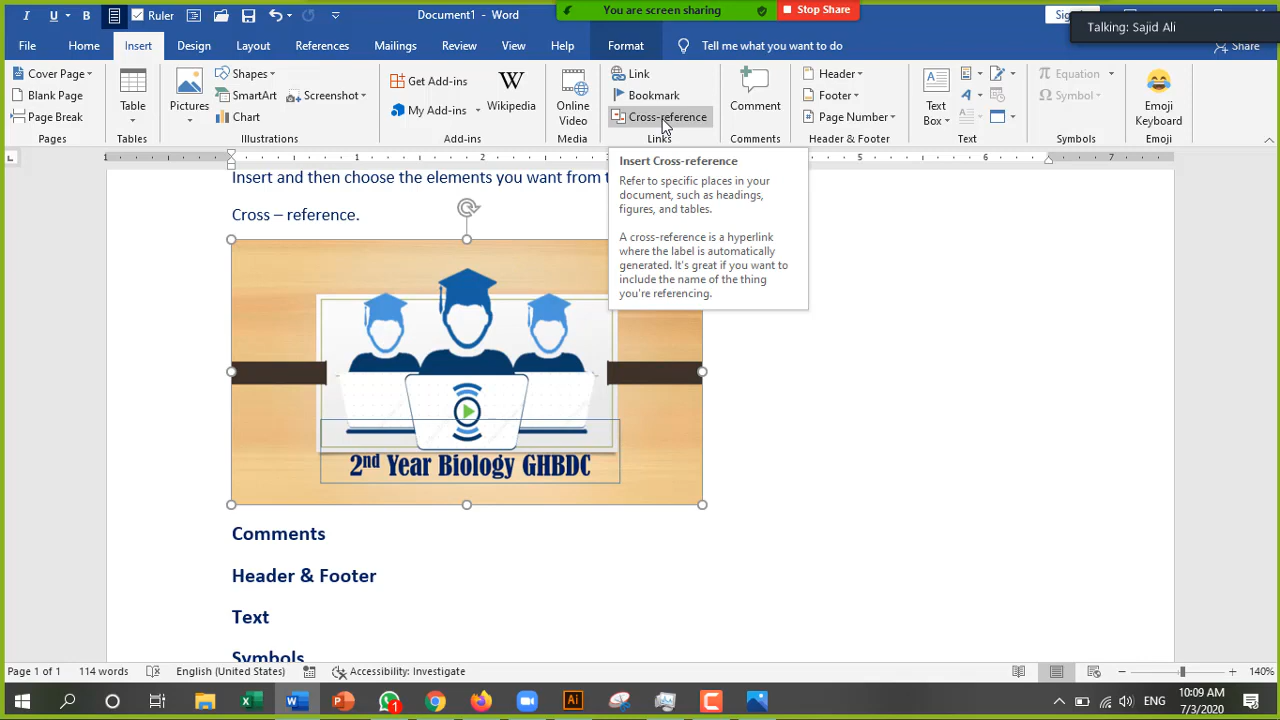 Ruler
Document1 - Word
You are screen sharing
Stop Share
Talking: Sajid Ali
File Home Insert Design Layout References Mailings Review View Help Format Tell me what you want to do Share
Cover Page
Blank Page
Page Break
Pages
Table
Tables
Pictures
Shapes
SmartArt
Chart
Screenshot
Illustrations
Get Add-ins
My Add-ins
Wikipedia
Add-ins
Online
Video
Media
Link
Bookmark
Cross-reference
Links
Comment
Comments
Header
Footer
Page Number
Header & Footer
Text
Box
Text
Equation
Symbol
Symbols
Emoji
Keyboard
Emoji
1 1 2 5 6 7
Insert Cross-reference
Refer to specific places in your
document, such as headings,
figures, and tables.
A cross-reference is a hyperlink
where the label is automatically
generated. It's great if you want to
include the name of the thing
you're referencing.
Insert and then choose the elements you want from t
Cross – reference.
2nd Year Biology GHBDC
Comments
Header & Footer
Text
Symbols
Page 1 of 1 114 words English (United States) Accessibility: Investigate 140%
1
ENG
10:09 AM
7/3/2020